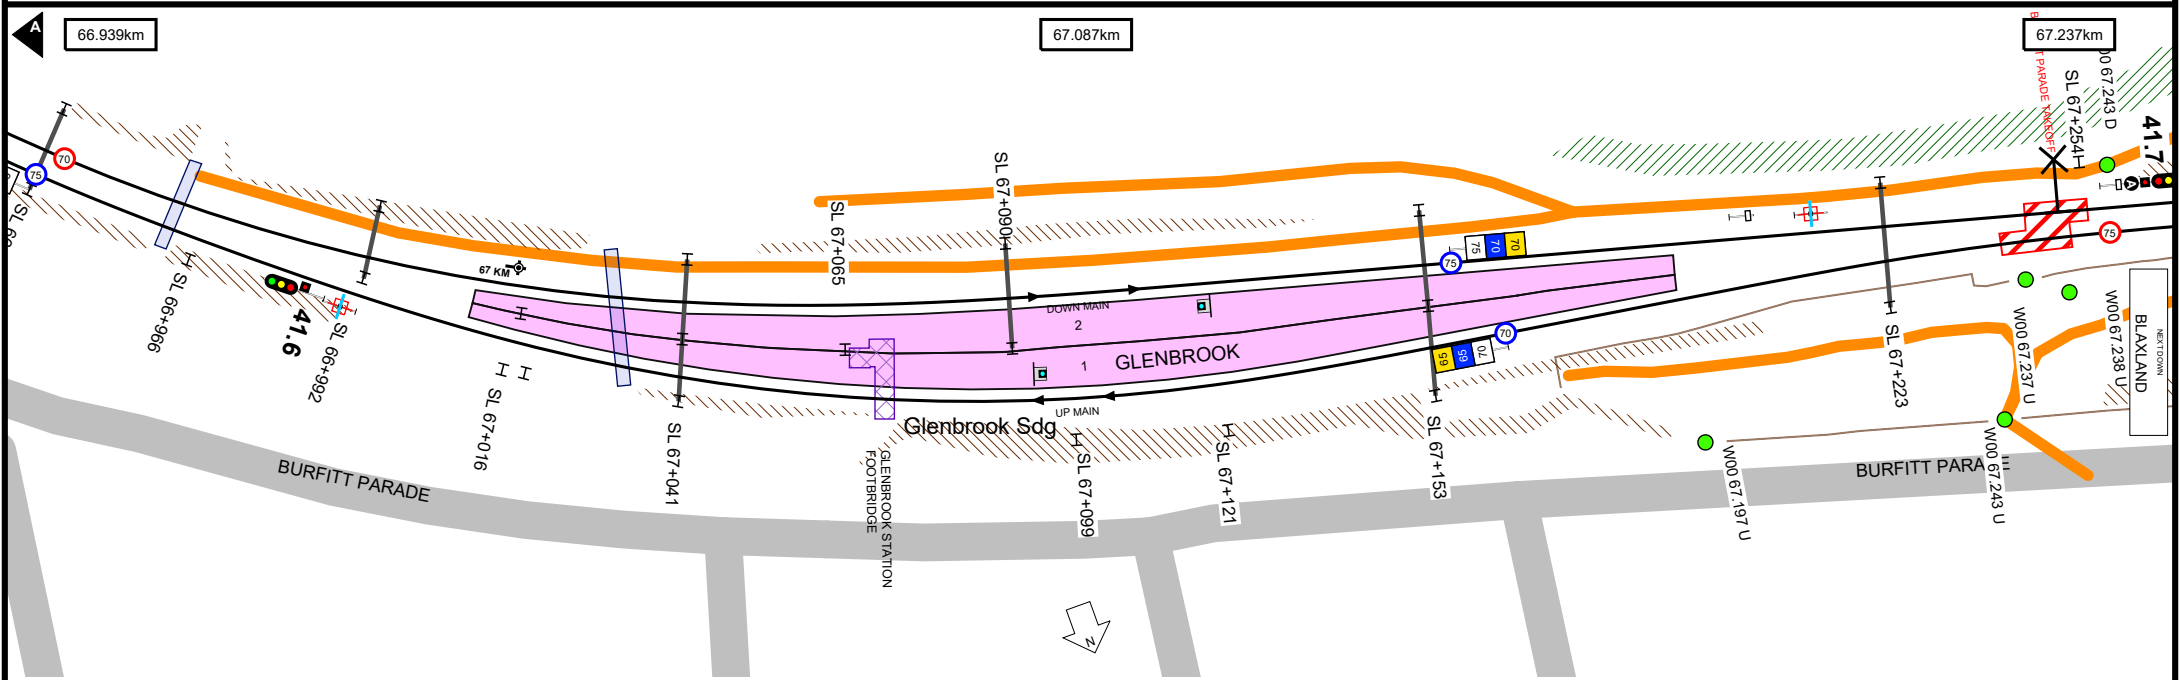 A
66.939km
67.087km
67.237km
70
75
SL 66+966
41.6
SL 66+992
67 KM
SL 67+016
SL 67+041
SL 67+065
SL 67+090
DOWN MAIN
2
1
GLENBROOK
UP MAIN
Glenbrook Sdg
GLENBROOK STATION
FOOTBRIDGE
SL 67+099
SL 67+121
SL 67+153
75
75
70
70
70
65
65
70
SL 67+223
SL 67+254
T PARADE TAKEOFF
00 67.243 D
41.7
A
75
W00 67.197 U
W00 67.237 U
W00 67.238 U
W00 67.243 U
NEXT DOWN
BLAXLAND
BURFITT PARADE
BURFITT PARA
N